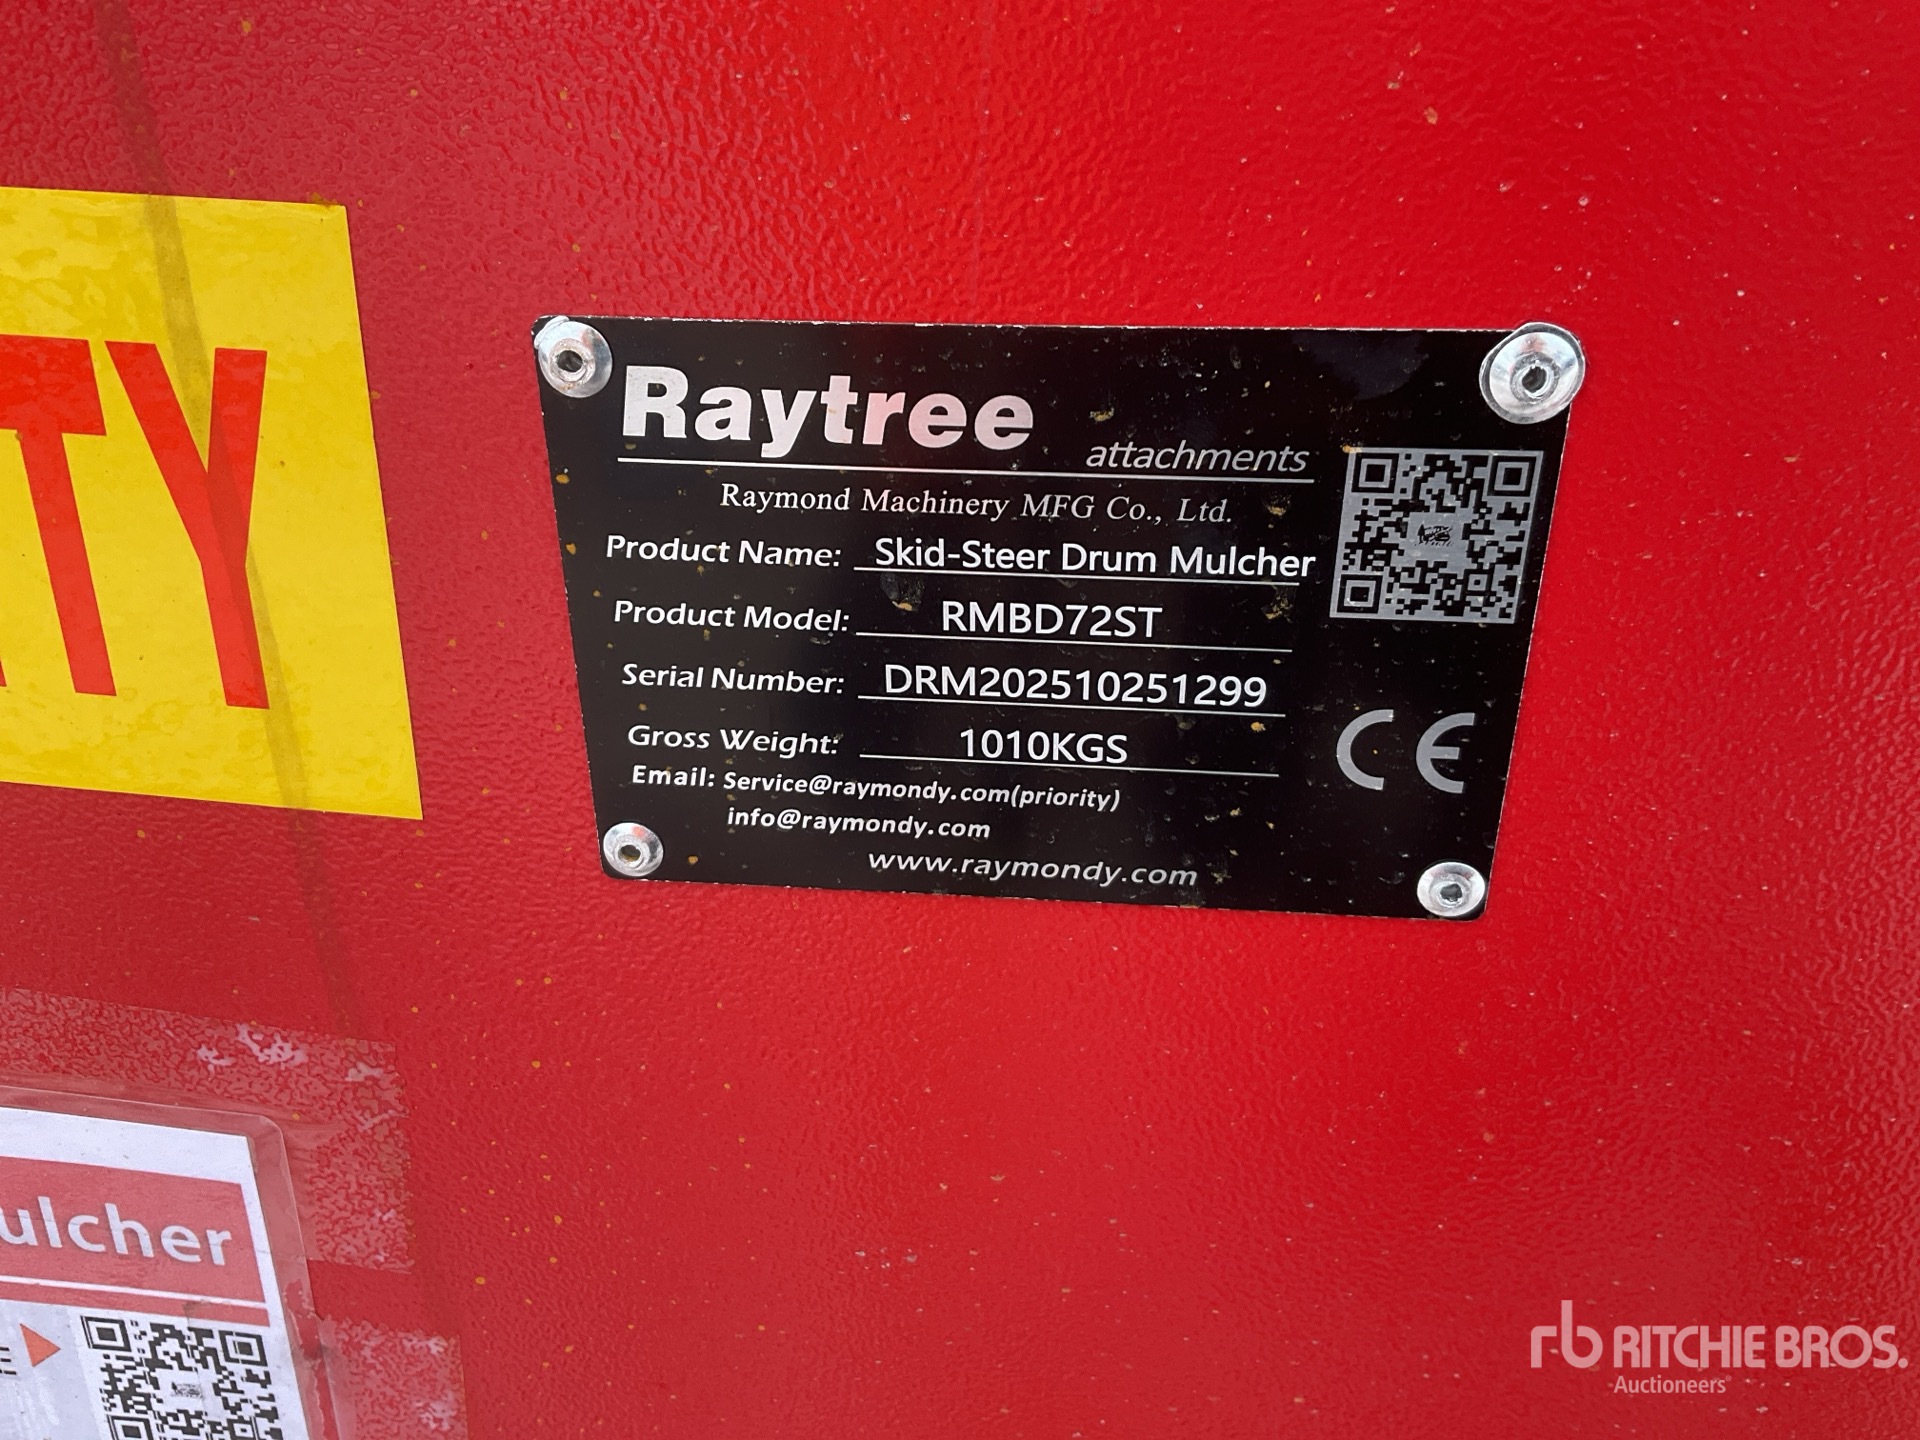 TY
Raytree
attachments
Raymond Machinery MFG Co., Ltd.
Product Name: Skid-Steer Drum Mulcher
Product Model: RMBD72ST
Serial Number: DRM202510251299
Gross Weight: 1010KGS
Email: Service@raymondy.com(priority)
info@raymondy.com
www.raymondy.com
CE
ulcher
E
rb RITCHIE BROS.
Auctioneers